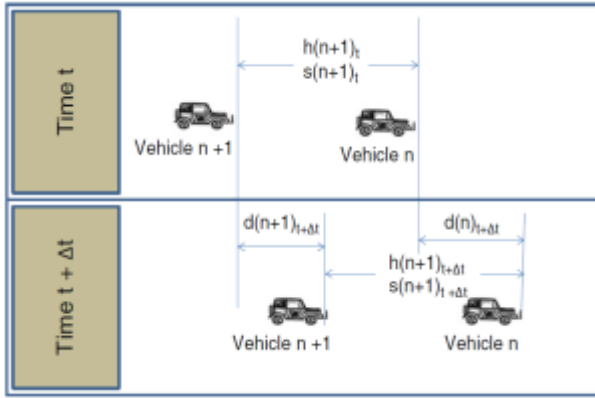 Time t
h(n+1)t
s(n+1)t
Vehicle n +1
Vehicle n
Time t + Δt
d(n+1)t+Δt
d(n)t+Δt
h(n+1)t+Δt
s(n+1)t+Δt
Vehicle n +1
Vehicle n